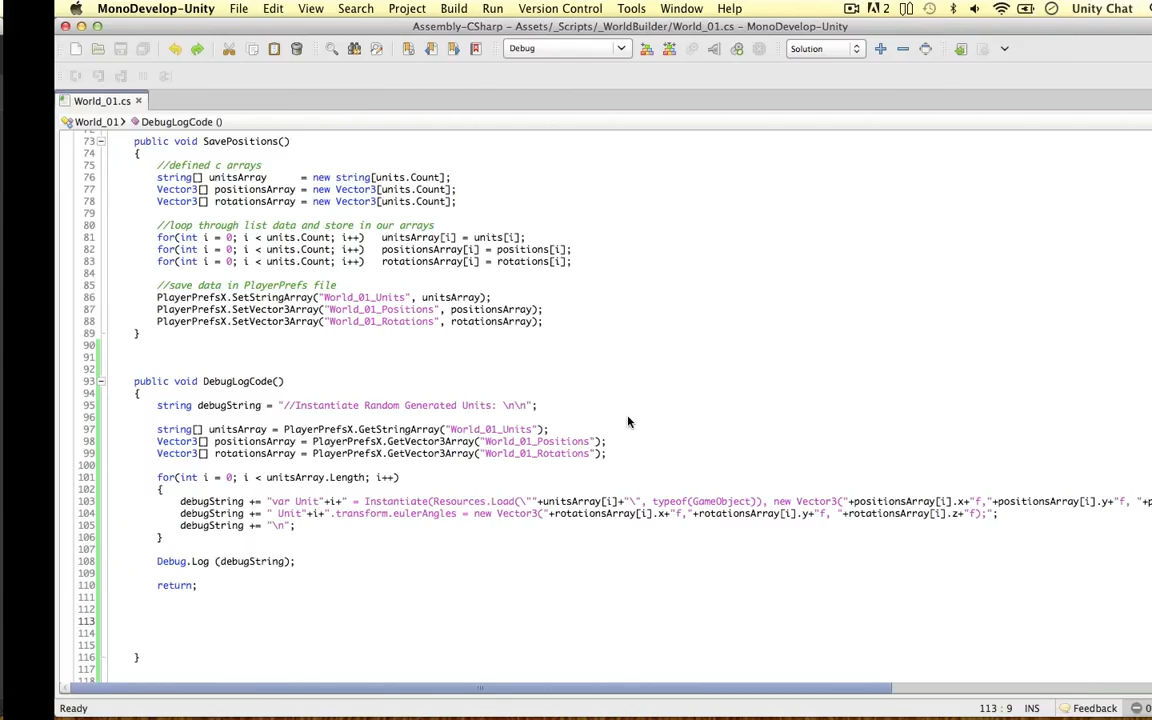 MonoDevelop-Unity File Edit View Search Project Build Run Version Control Tools Window Help 2 Unity Chat
Assembly-CSharp - Assets/_Scripts/_WorldBuilder/World_01.cs - MonoDevelop-Unity
Debug Solution
World_01.cs ×
World_01 › DebugLogCode ()
72
73 public void SavePositions()
74 {
75 //defined c arrays
76 string[] unitsArray = new string[units.Count];
77 Vector3[] positionsArray = new Vector3[units.Count];
78 Vector3[] rotationsArray = new Vector3[units.Count];
79
80 //loop through list data and store in our arrays
81 for(int i = 0; i < units.Count; i++) unitsArray[i] = units[i];
82 for(int i = 0; i < units.Count; i++) positionsArray[i] = positions[i];
83 for(int i = 0; i < units.Count; i++) rotationsArray[i] = rotations[i];
84
85 //save data in PlayerPrefs file
86 PlayerPrefsX.SetStringArray("World_01_Units", unitsArray);
87 PlayerPrefsX.SetVector3Array("World_01_Positions", positionsArray);
88 PlayerPrefsX.SetVector3Array("World_01_Rotations", rotationsArray);
89 }
90
91
92
93 public void DebugLogCode()
94 {
95 string debugString = "//Instantiate Random Generated Units: \n\n";
96
97 string[] unitsArray = PlayerPrefsX.GetStringArray("World_01_Units");
98 Vector3[] positionsArray = PlayerPrefsX.GetVector3Array("World_01_Positions");
99 Vector3[] rotationsArray = PlayerPrefsX.GetVector3Array("World_01_Rotations");
100
101 for(int i = 0; i < unitsArray.Length; i++)
102 {
103 debugString += "var Unit"+i+" = Instantiate(Resources.Load(\""+unitsArray[i]+"\", typeof(GameObject)), new Vector3("+positionsArray[i].x+"f,"+positionsArray[i].y+"f, "+p
104 debugString += " Unit"+i+".transform.eulerAngles = new Vector3("+rotationsArray[i].x+"f,"+rotationsArray[i].y+"f, "+rotationsArray[i].z+"f);";
105 debugString += "\n";
106 }
107
108 Debug.Log (debugString);
109
110 return;
111
112
113
114
115
116 }
117
118
Ready 113 : 9 INS Feedback 0